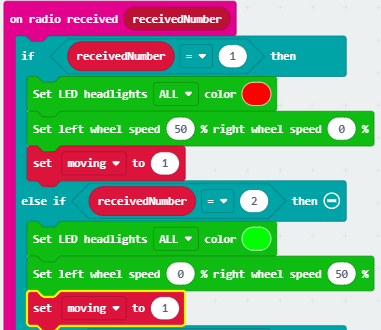 on radio received receivedNumber
if receivedNumber = 1 then
Set LED headlights ALL color
Set left wheel speed 50 % right wheel speed 0 %
set moving to 1
else if receivedNumber = 2 then
Set LED headlights ALL color
Set left wheel speed 0 % right wheel speed 50 %
set moving to 1